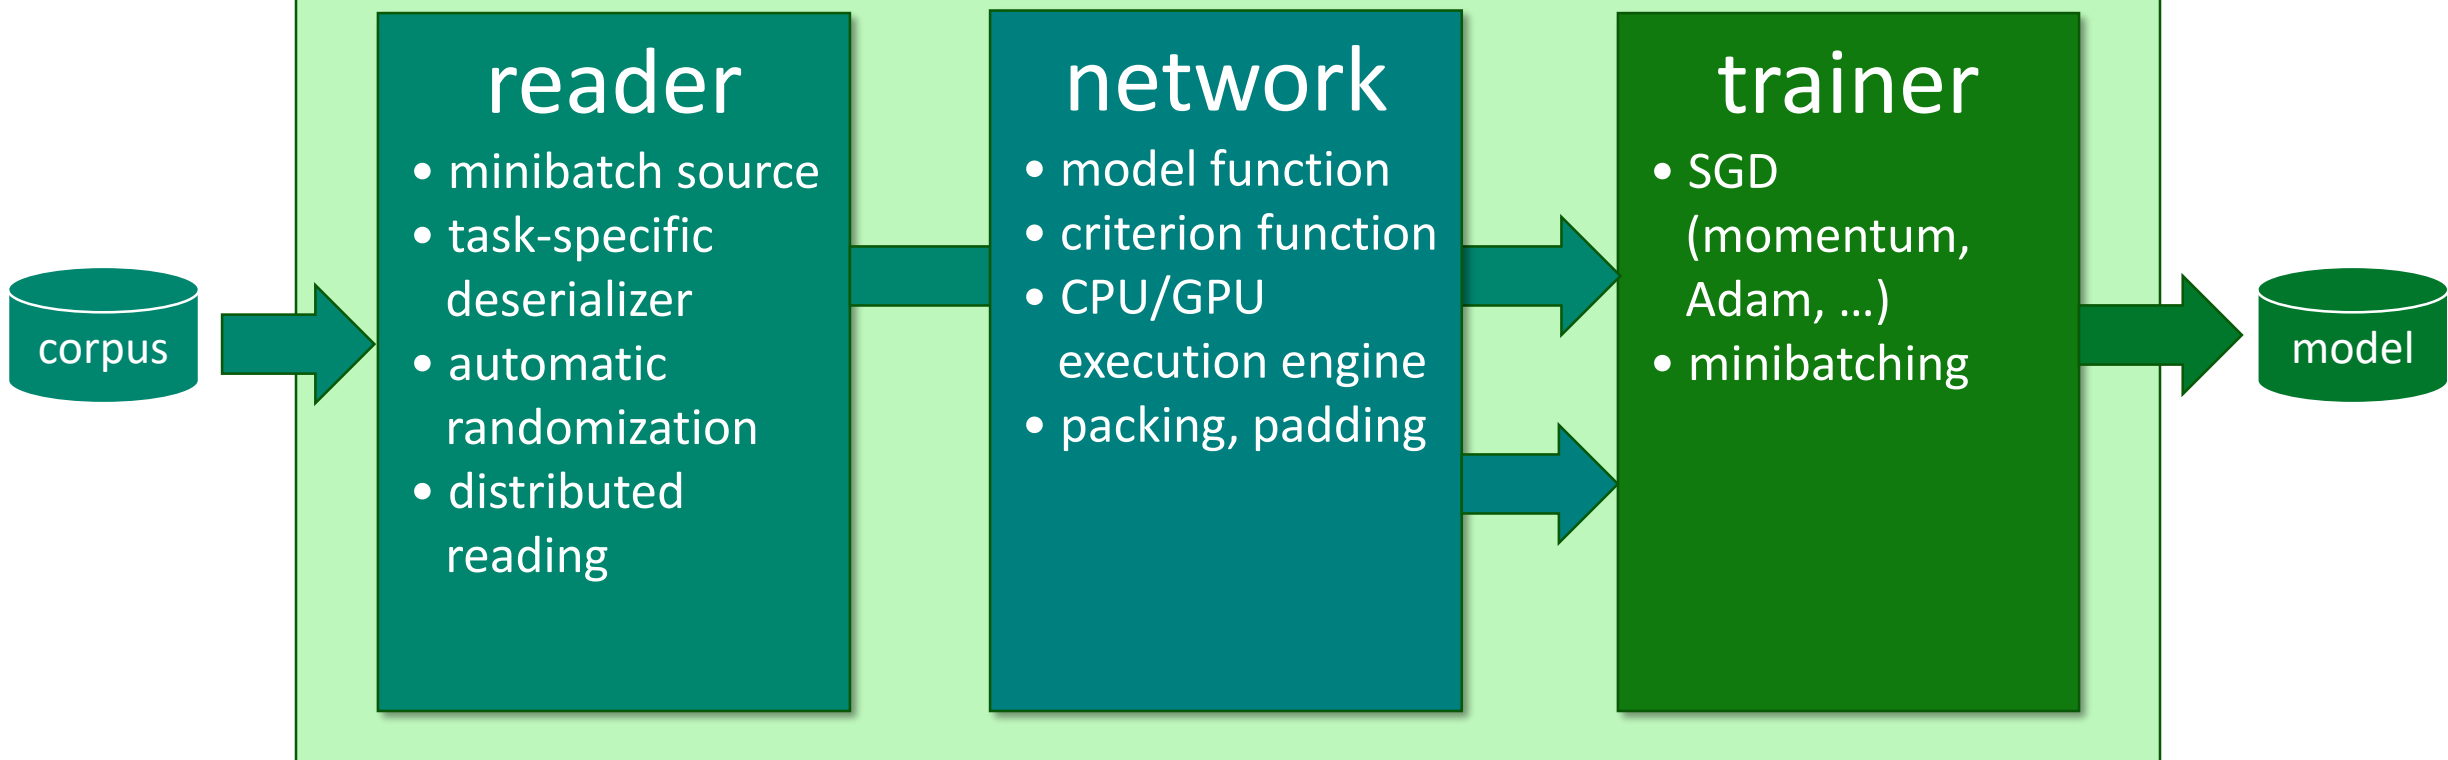 corpus
reader
• minibatch source
• task-specific
deserializer
• automatic
randomization
• distributed
reading
network
• model function
• criterion function
• CPU/GPU
execution engine
• packing, padding
trainer
• SGD
(momentum,
Adam, ...)
• minibatching
model